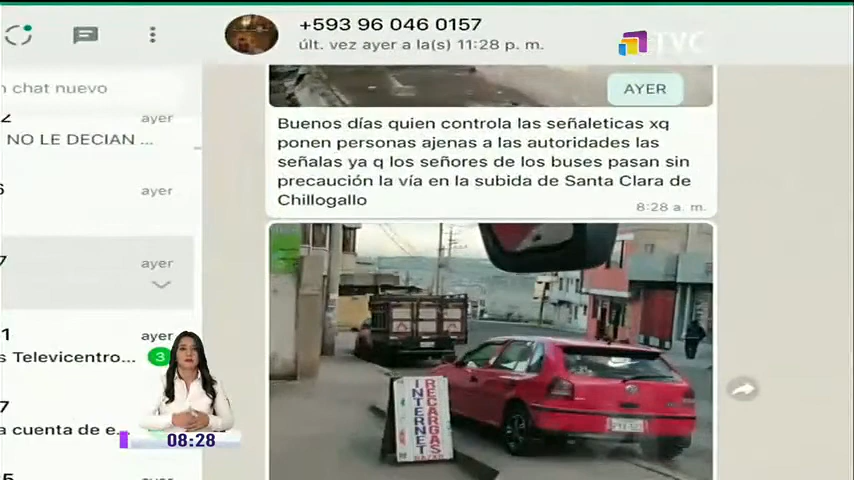 +593 96 046 0157
últ. vez ayer a la(s) 11:28 p. m.
TVC
n chat nuevo
ayer
NO LE DECIAN ...
ayer
ayer
ayer
s Televicentro...
3
a cuenta de e...
ayer
08:28
AYER
Buenos días quien controla las señaleticas xq
ponen personas ajenas a las autoridades las
señalas ya q los señores de los buses pasan sin
precaución la vía en la subida de Santa Clara de
Chillogallo
8:28 a. m.
INTERNET
RECARGAS